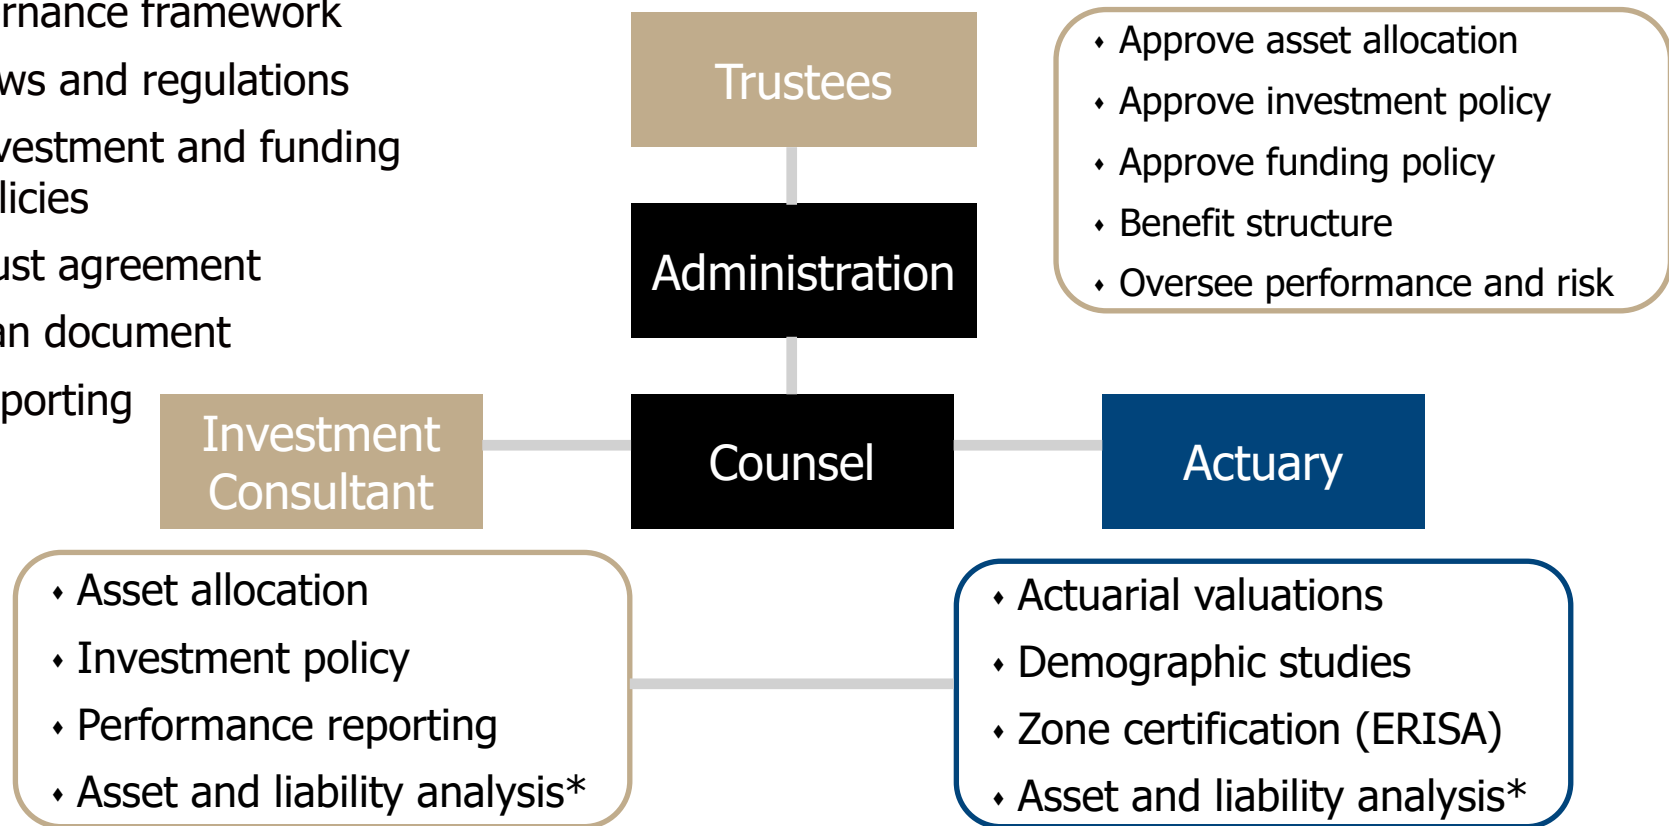 rnance framework
ws and regulations
vestment and funding
licies
ust agreement
an document
porting
Trustees
♦ Approve asset allocation
♦ Approve investment policy
♦ Approve funding policy
♦ Benefit structure
♦ Oversee performance and risk
Administration
Investment
Consultant
Counsel
Actuary
♦ Asset allocation
♦ Investment policy
♦ Performance reporting
♦ Asset and liability analysis*
♦ Actuarial valuations
♦ Demographic studies
♦ Zone certification (ERISA)
♦ Asset and liability analysis*